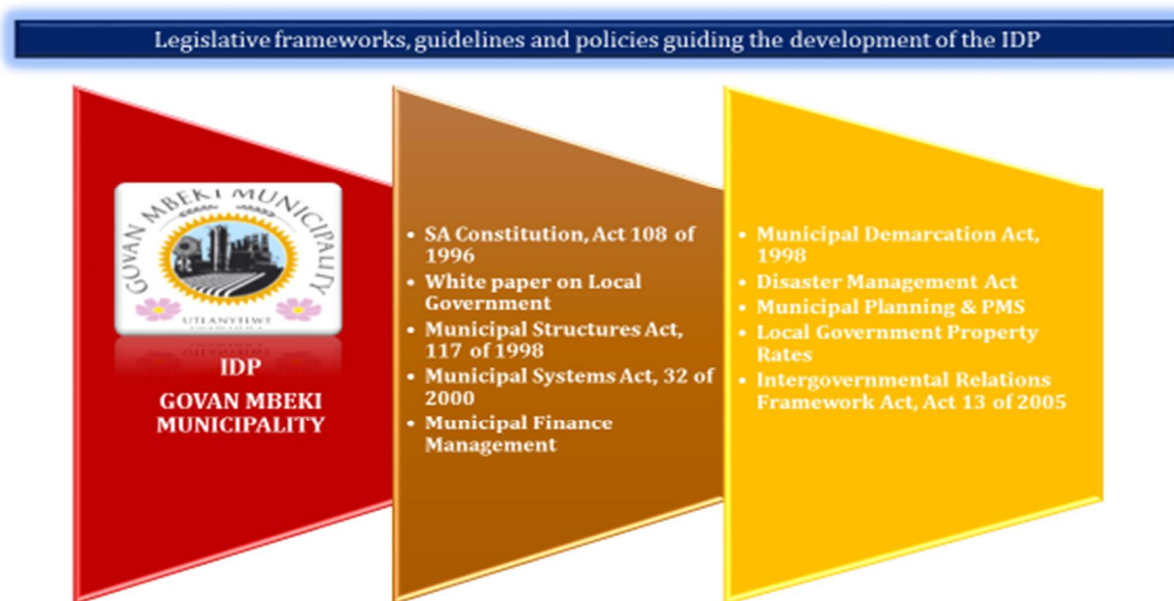 Legislative frameworks, guidelines and policies guiding the development of the IDP
GOVAN MBEKI MUNICIPALITY
IDP
GOVAN MBEKI
MUNICIPALITY
• SA Constitution, Act 108 of
1996
• White paper on Local
Government
• Municipal Structures Act,
117 of 1998
• Municipal Systems Act, 32 of
2000
• Municipal Finance
Management
• Municipal Demarcation Act,
1998
• Disaster Management Act
• Municipal Planning & PMS
• Local Government Property
Rates
• Intergovernmental Relations
Framework Act, Act 13 of 2005